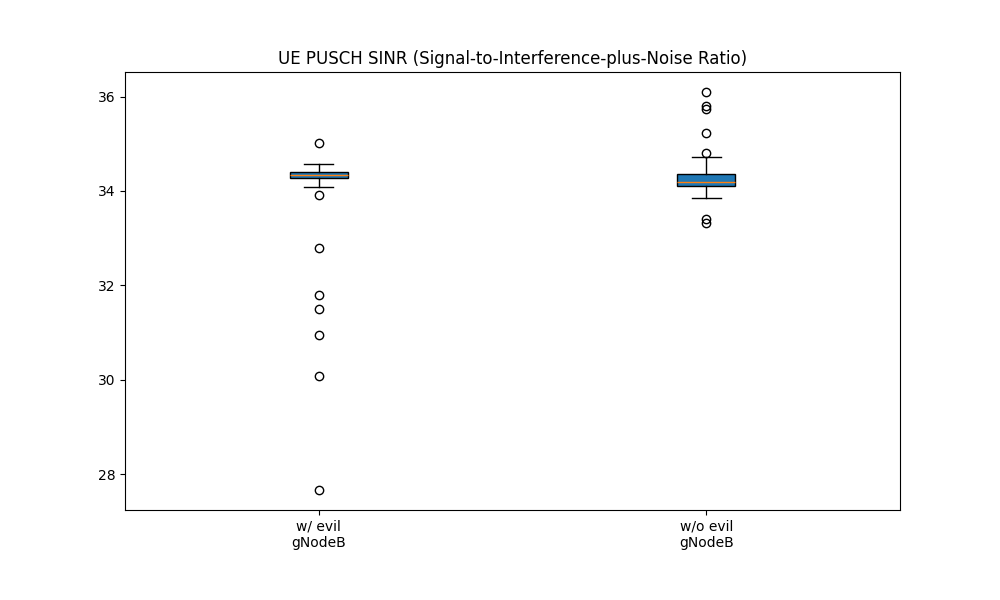 UE PUSCH SINR (Signal-to-Interference-plus-Noise Ratio)
36
34
32
30
28
w/ evil
gNodeB
w/o evil
gNodeB